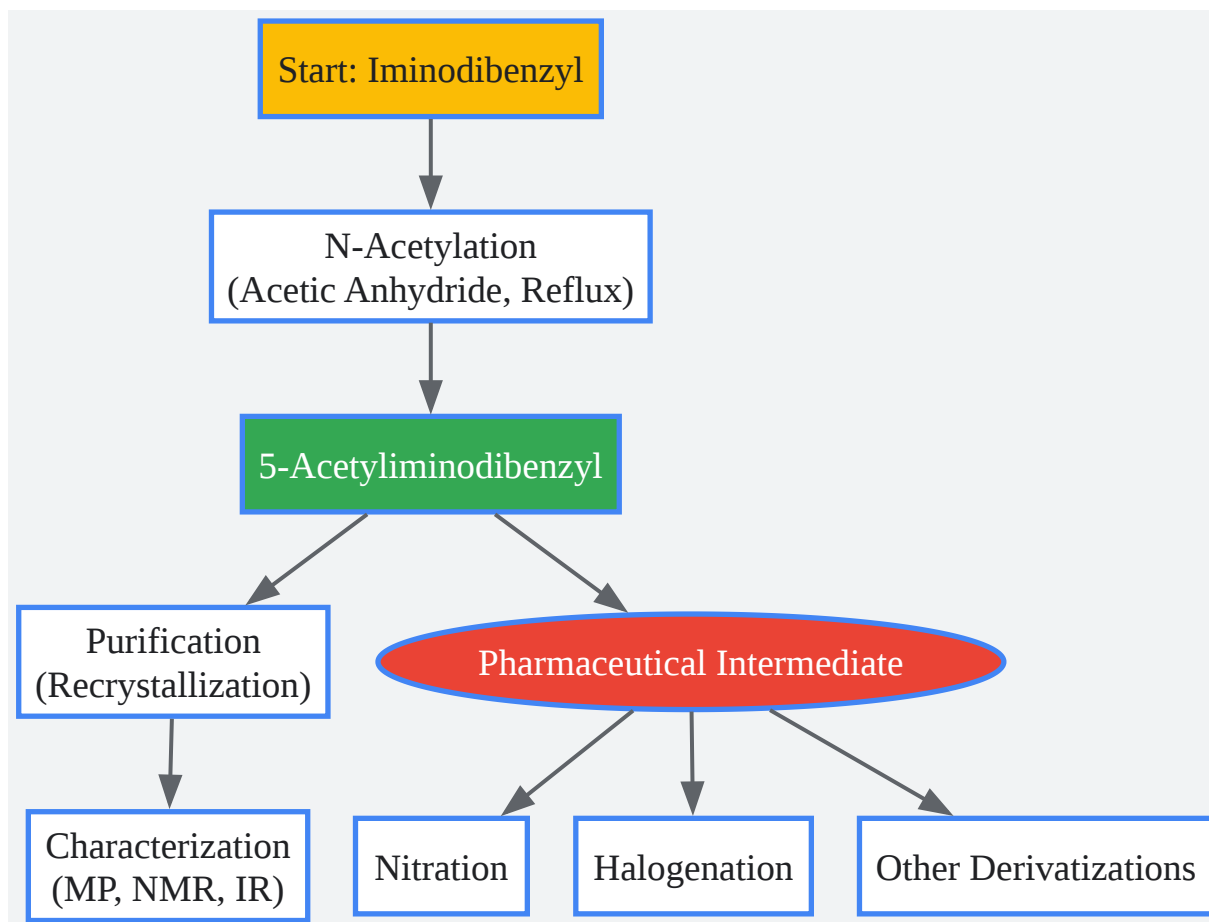 Start: Iminodibenzyl
N-Acetylation
(Acetic Anhydride, Reflux)
5-Acetyliminodibenzyl
Purification
(Recrystallization)
Pharmaceutical Intermediate
Characterization
(MP, NMR, IR)
Nitration
Halogenation
Other Derivatizations